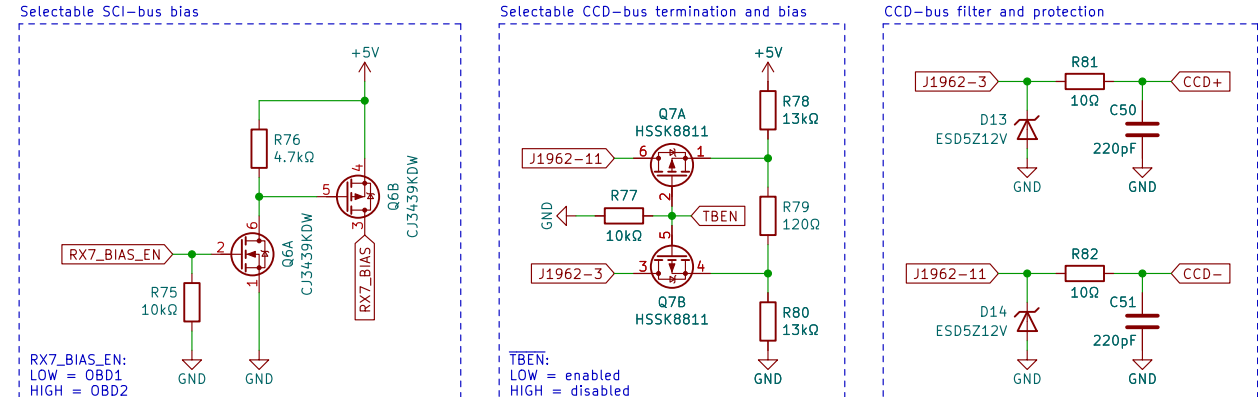 Selectable SCI-bus bias
+5V
R76
4.7kΩ
4
5
Q6B
CJ3439KDW
3
6
RX7_BIAS_EN
2
Q6A
CJ3439KDW
1
RX7_BIAS
R75
10kΩ
GND
GND
RX7_BIAS_EN:
LOW = OBD1
HIGH = OBD2
Selectable CCD-bus termination and bias
+5V
R78
13kΩ
Q7A
HSSK8811
J1962-11
6
1
2
R77
GND
10kΩ
TBEN
R79
120Ω
5
J1962-3
3
4
Q7B
HSSK8811
R80
13kΩ
GND
TBEN:
LOW = enabled
HIGH = disabled
CCD-bus filter and protection
J1962-3
R81
10Ω
CCD+
D13
ESD5Z12V
C50
220pF
GND
GND
J1962-11
R82
10Ω
CCD-
D14
ESD5Z12V
C51
220pF
GND
GND